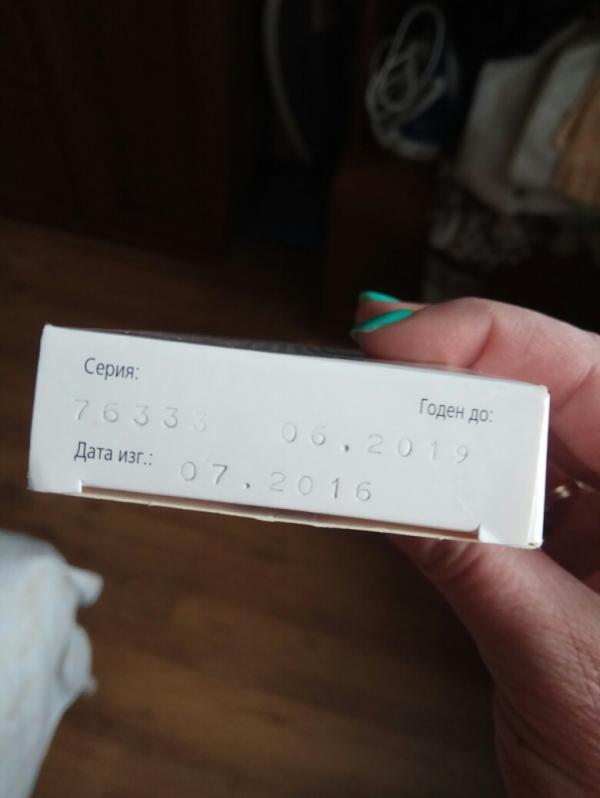 Серия:
Годен до:
76333 06.2019
Дата изг.: 07.2016